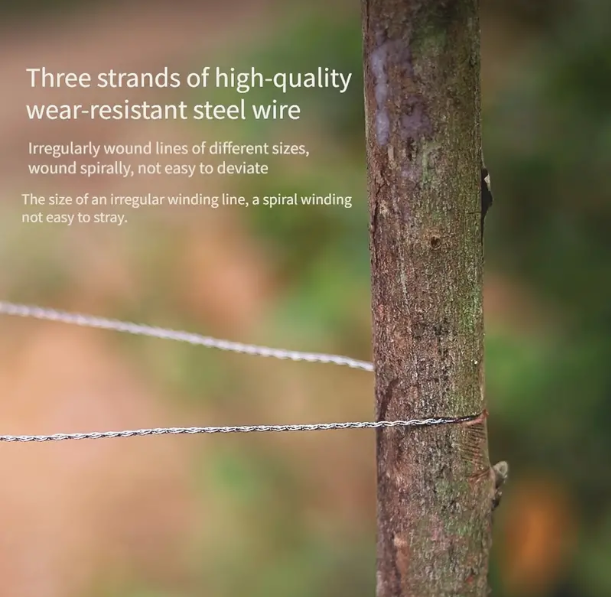 Three strands of high-quality
wear-resistant steel wire
Irregularly wound lines of different sizes,
wound spirally, not easy to deviate
The size of an irregular winding line, a spiral winding
not easy to stray.